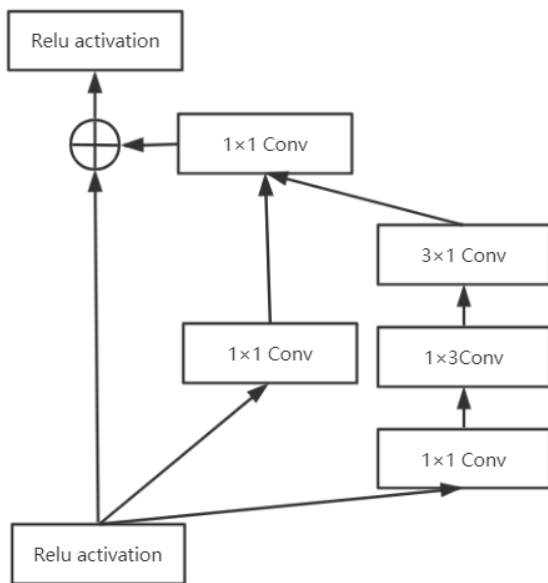 Relu activation
1×1 Conv
3×1 Conv
1×1 Conv
1×3Conv
1×1 Conv
Relu activation